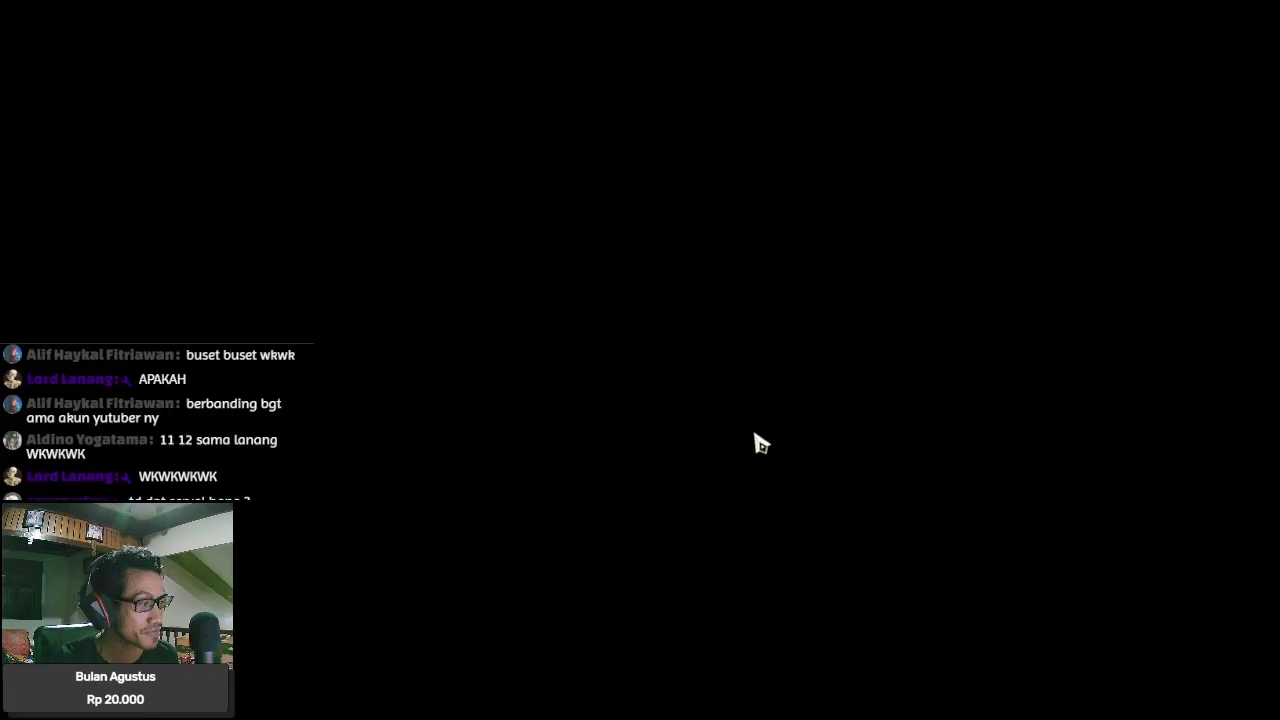 Alif Haykal Fitriawan: buset buset wkwk
Lord Lanang: APAKAH
Alif Haykal Fitriawan: berbanding bgt
ama akun yutuber ny
Aldino Yogatama: 11 12 sama lanang
WKWKWK
Lord Lanang: WKWKWKWK
Bulan Agustus
Rp 20.000